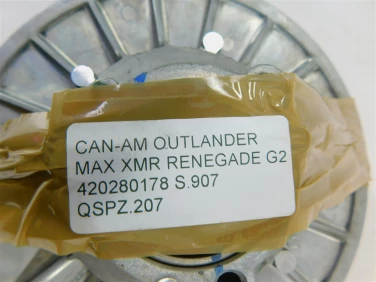 CAN-AM OUTLANDER
MAX XMR RENEGADE G2
420280178 S.907
QSPZ.207